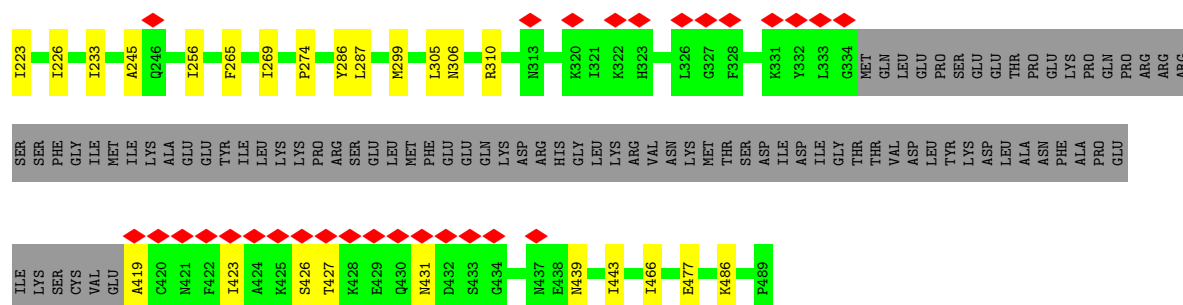 I223 I226 I233 A245 Q246 I256 F265 I269 P274 Y286 L287 M299 L305 N306 R310 N313 K320 I321 K322 H323 L326 G327 F328 K331 Y332 L333 G334 MET GLN LEU GLU PRO SER GLU GLU THR PRO GLU LYS PRO GLN PRO ARG ARG ARG
SER SER PHE GLY ILE MET ILE LYS ALA GLU GLU TYR ILE LEU LYS LYS PRO ARG SER GLU LEU MET PHE GLU GLU GLN LYS ASP ARG HIS GLY LEU LYS ARG VAL ASN LYS MET THR SER ASP ILE ASP ILE GLY THR THR VAL ASP LEU TYR LYS ASP LEU ALA ASN PHE ALA PRO GLU
ILE LYS SER CYS VAL GLU A419 C420 N421 F422 I423 A424 K425 S426 T427 K428 E429 Q430 N431 D432 S433 G434 N437 E438 N439 I443 I466 E477 K486 P489